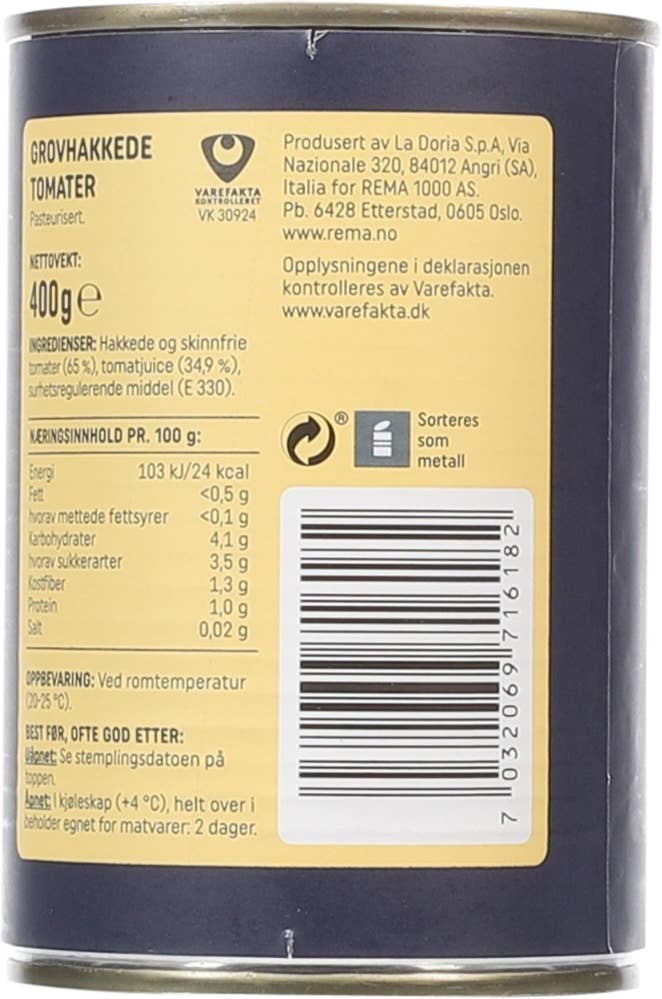 GROVHAKKEDE
TOMATER
Pasteurisert.
VAREFAKTA
KONTROLLERET
VK 30924
NETTOVEKT:
400g e
INGREDIENSER: Hakkede og skinnfrie
tomater (65 %), tomatjuice (34,9 %),
surhetsregulerende middel (E 330).
NÆRINGSINNHOLD PR. 100 g:
Energi 103 kJ/24 kcal
Fett <0,5 g
hvorav mettede fettsyrer <0,1 g
Karbohydrater 4,1 g
hvorav sukkerarter 3,5 g
Kostfiber 1,3 g
Protein 1,0 g
Salt 0,02 g
OPPBEVARING: Ved romtemperatur
(20-25 °C).
BEST FØR, OFTE GOD ETTER:
Uåpnet: Se stemplingsdatoen på
toppen.
Åpnet: I kjøleskap (+4 °C), helt over i
beholder egnet for matvarer: 2 dager.
Produsert av La Doria S.p.A, Via
Nazionale 320, 84012 Angri (SA),
Italia for REMA 1000 AS.
Pb. 6428 Etterstad, 0605 Oslo.
www.rema.no
Opplysningene i deklarasjonen
kontrolleres av Varefakta.
www.varefakta.dk
®
Sorteres
som
metall
7 032069 716182